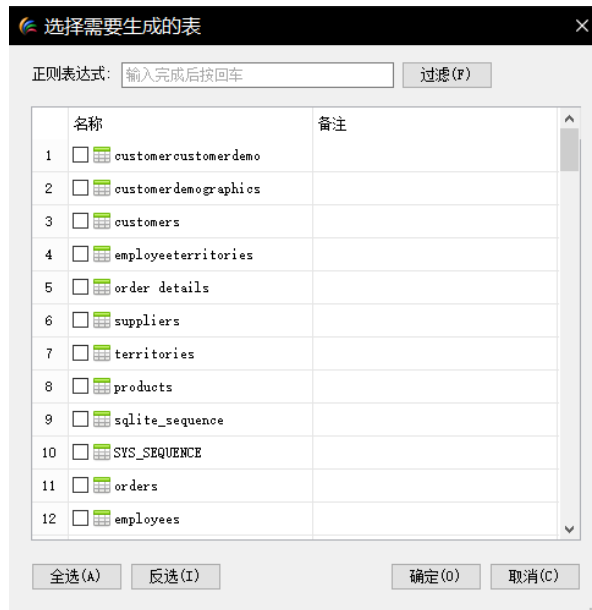 选择需要生成的表
正则表达式: 输入完成后按回车 过滤(F)
名称 备注
1 customercustomerdemo
2 customerdemographics
3 customers
4 employeeterritories
5 order details
6 suppliers
7 territories
8 products
9 sqlite_sequence
10 SYS_SEQUENCE
11 orders
12 employees
全选(A) 反选(I) 确定(O) 取消(C)